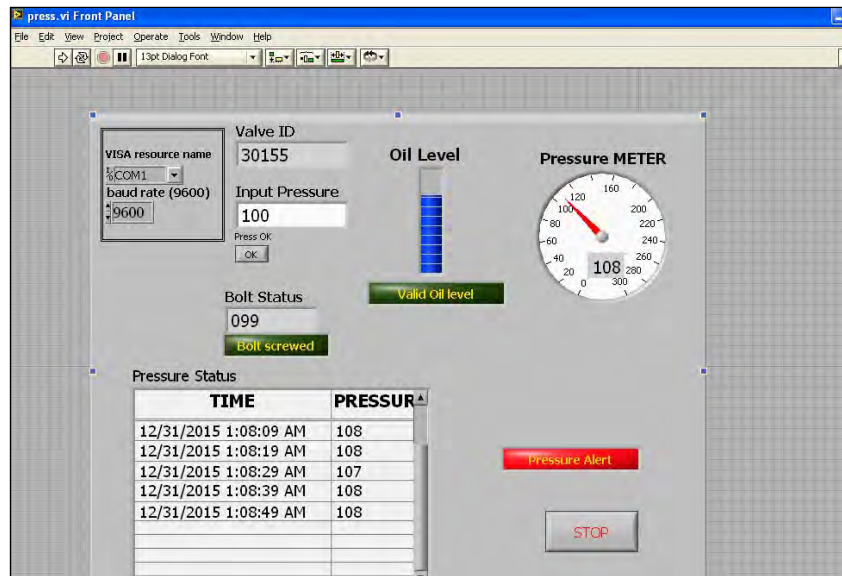 press.vi Front Panel
File Edit View Project Operate Tools Window Help
13pt Dialog Font
VISA resource name
COM1
baud rate (9600)
9600
Valve ID
30155
Input Pressure
100
Press OK
OK
Bolt Status
099
Bolt screwed
Oil Level
Valid Oil level
Pressure METER
0 20 40 60 80 100 120 160 200 220 240 260 280 300
108
Pressure Status
TIME PRESSUR
12/31/2015 1:08:09 AM 108
12/31/2015 1:08:19 AM 108
12/31/2015 1:08:29 AM 107
12/31/2015 1:08:39 AM 108
12/31/2015 1:08:49 AM 108
Pressure Alert
STOP